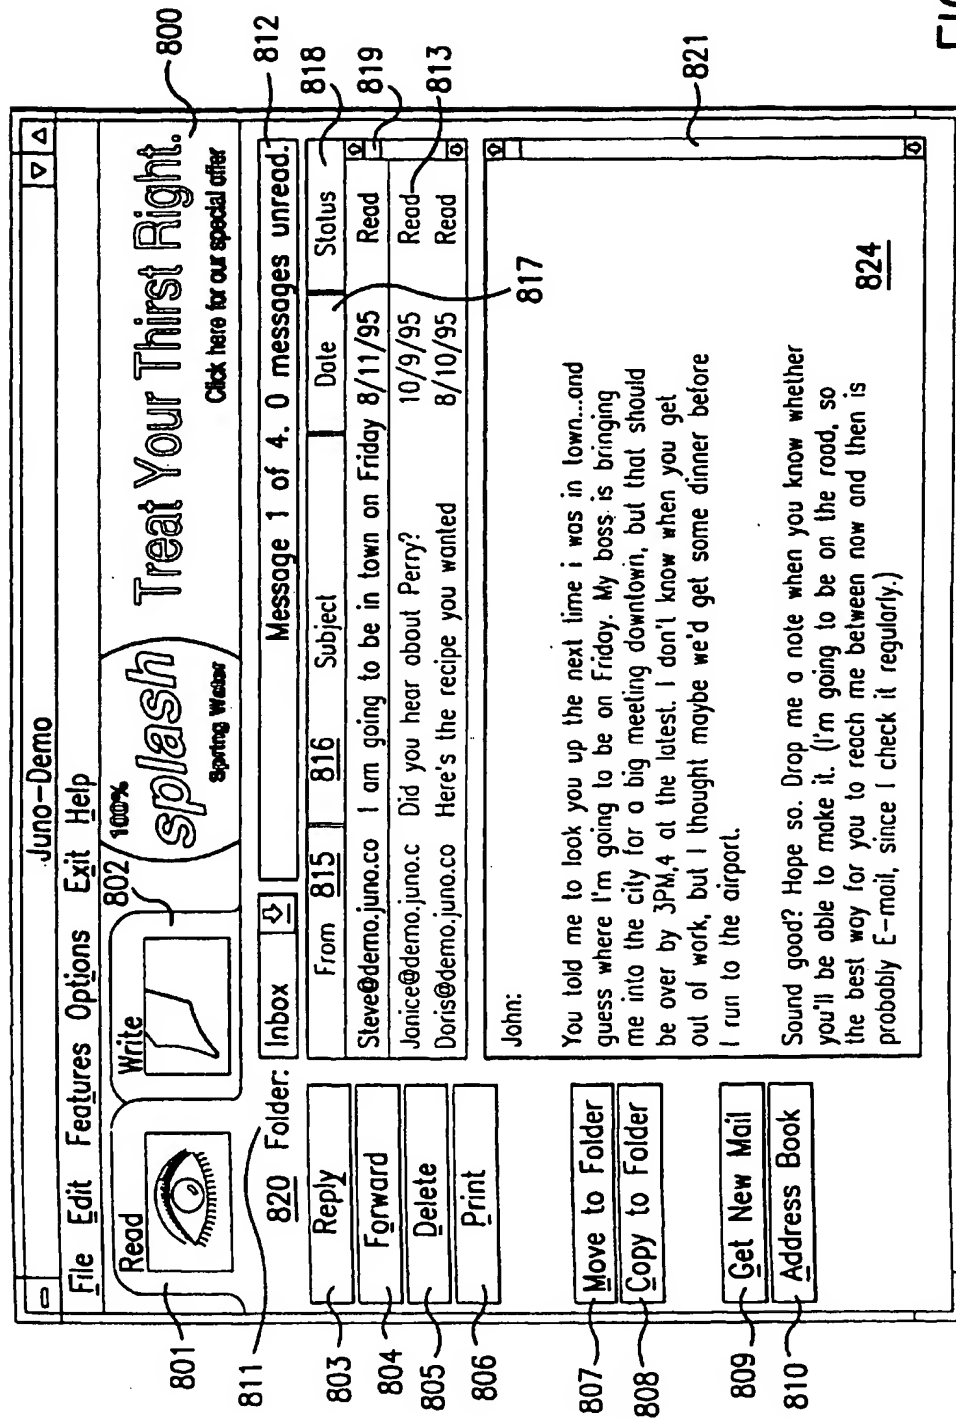 Juno-Demo
File Edit Features Options Exit Help
Read
Write
802
100%
splash
Spring Water
Treat Your Thirst Right.
Click here for our special offer
800
801
811
820 Folder:
Inbox
Message 1 of 4. 0 messages unread.
812
From 815
816 Subject
Date
Status
818
Steve@demo.juno.co I am going to be in town on Friday 8/11/95 Read
819
Janice@demo.juno.c Did you hear about Perry? 10/9/95 Read
813
Doris@demo.juno.co Here's the recipe you wanted 8/10/95 Read
817
803
Reply
804
Forward
805
Delete
806
Print
807
Move to Folder
808
Copy to Folder
809
Get New Mail
810
Address Book
821
John:
You told me to look you up the next time i was in town...and
guess where I'm going to be on Friday. My boss is bringing
me into the city for a big meeting downtown, but that should
be over by 3PM,4 at the latest. I don't know when you get
out of work, but I thought maybe we'd get some dinner before
I run to the airport.
824
Sound good? Hope so. Drop me a note when you know whether
you'll be able to make it. (I'm going to be on the road, so
the best way for you to reach me between now and then is
probably E-mail, since I check it regularly.)